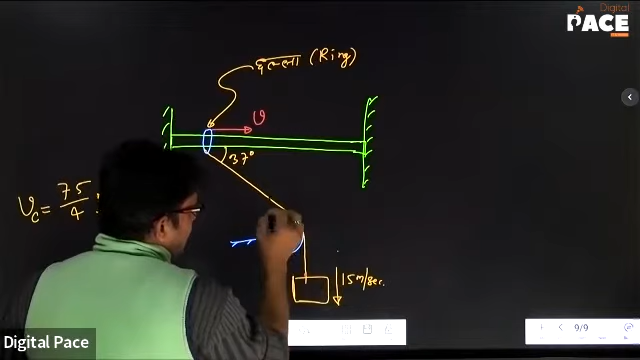 Digital
PACE
छल्ला (Ring)
v
37°
v_c = 75/4
15 m/sec.
9/9
Digital Pace